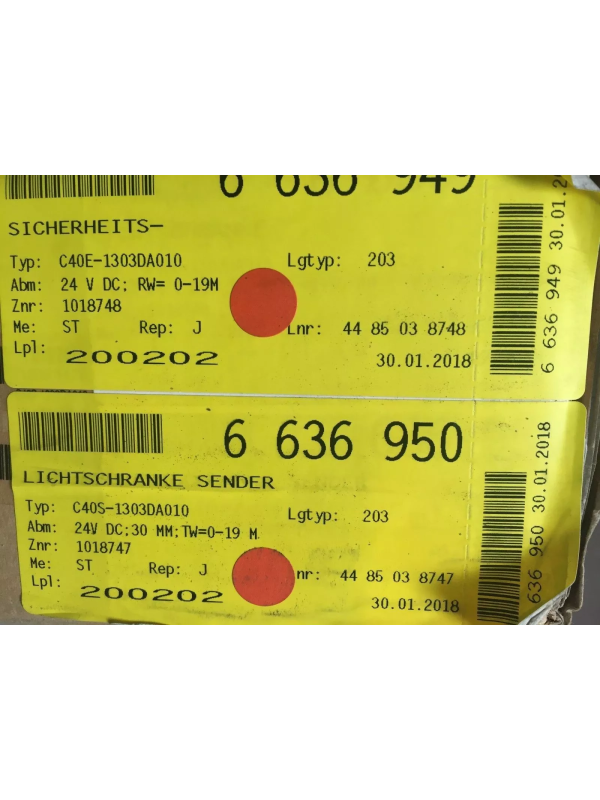 6 636 949
SICHERHEITS-
Typ: C40E-1303DA010 Lgtyp: 203
Abm: 24 V DC; RW= 0-19M
Znr: 1018748
Me: ST Rep: J Lnr: 44 85 03 8748
Lpl: 200202 30.01.2018
6 636 949 30.01.2
6 636 950
LICHTSCHRANKE SENDER
Typ: C40S-1303DA010 Lgtyp: 203
Abm: 24V DC;30 MM;TW=0-19 M
Znr: 1018747
Me: ST Rep: J nr: 44 85 03 8747
Lpl: 200202 30.01.2018
636 950 30.01.2018